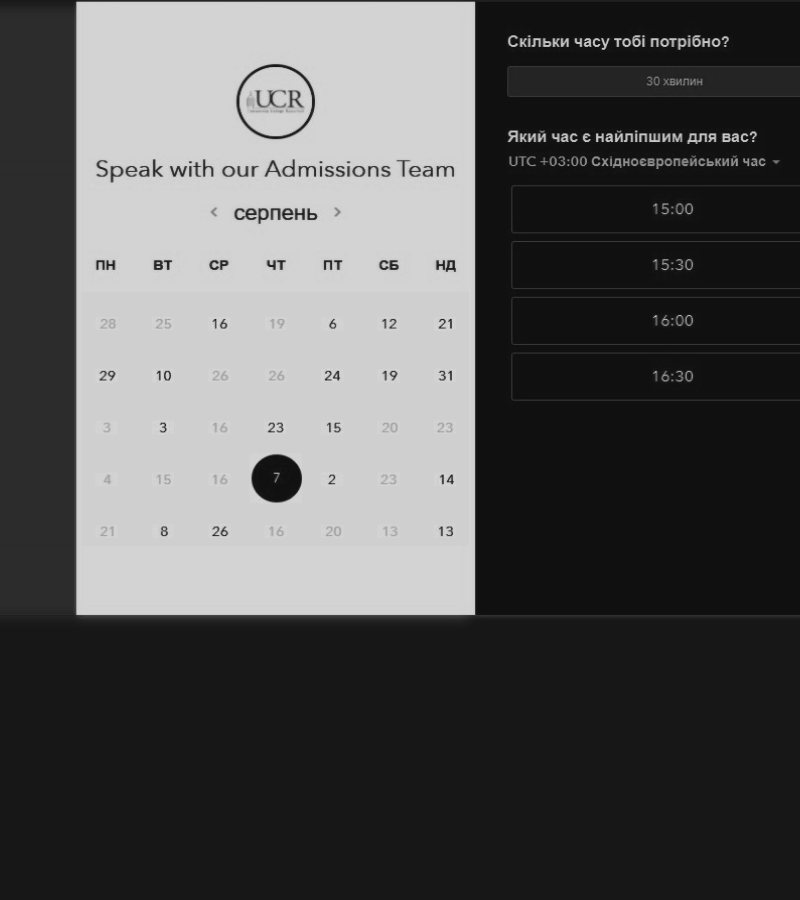 UCR
Speak with our Admissions Team
серпень
ПН ВТ СР ЧТ ПТ СБ НД
28 25 16 19 6 12 21
29 10 26 26 24 19 31
3 3 16 23 15 20 23
4 15 16 7 2 23 14
21 8 26 16 20 13 13
Скільки часу тобі потрібно?
30 хвилин
Який час є найліпшим для вас?
UTC +03:00 Східноєвропейський час
15:00
15:30
16:00
16:30